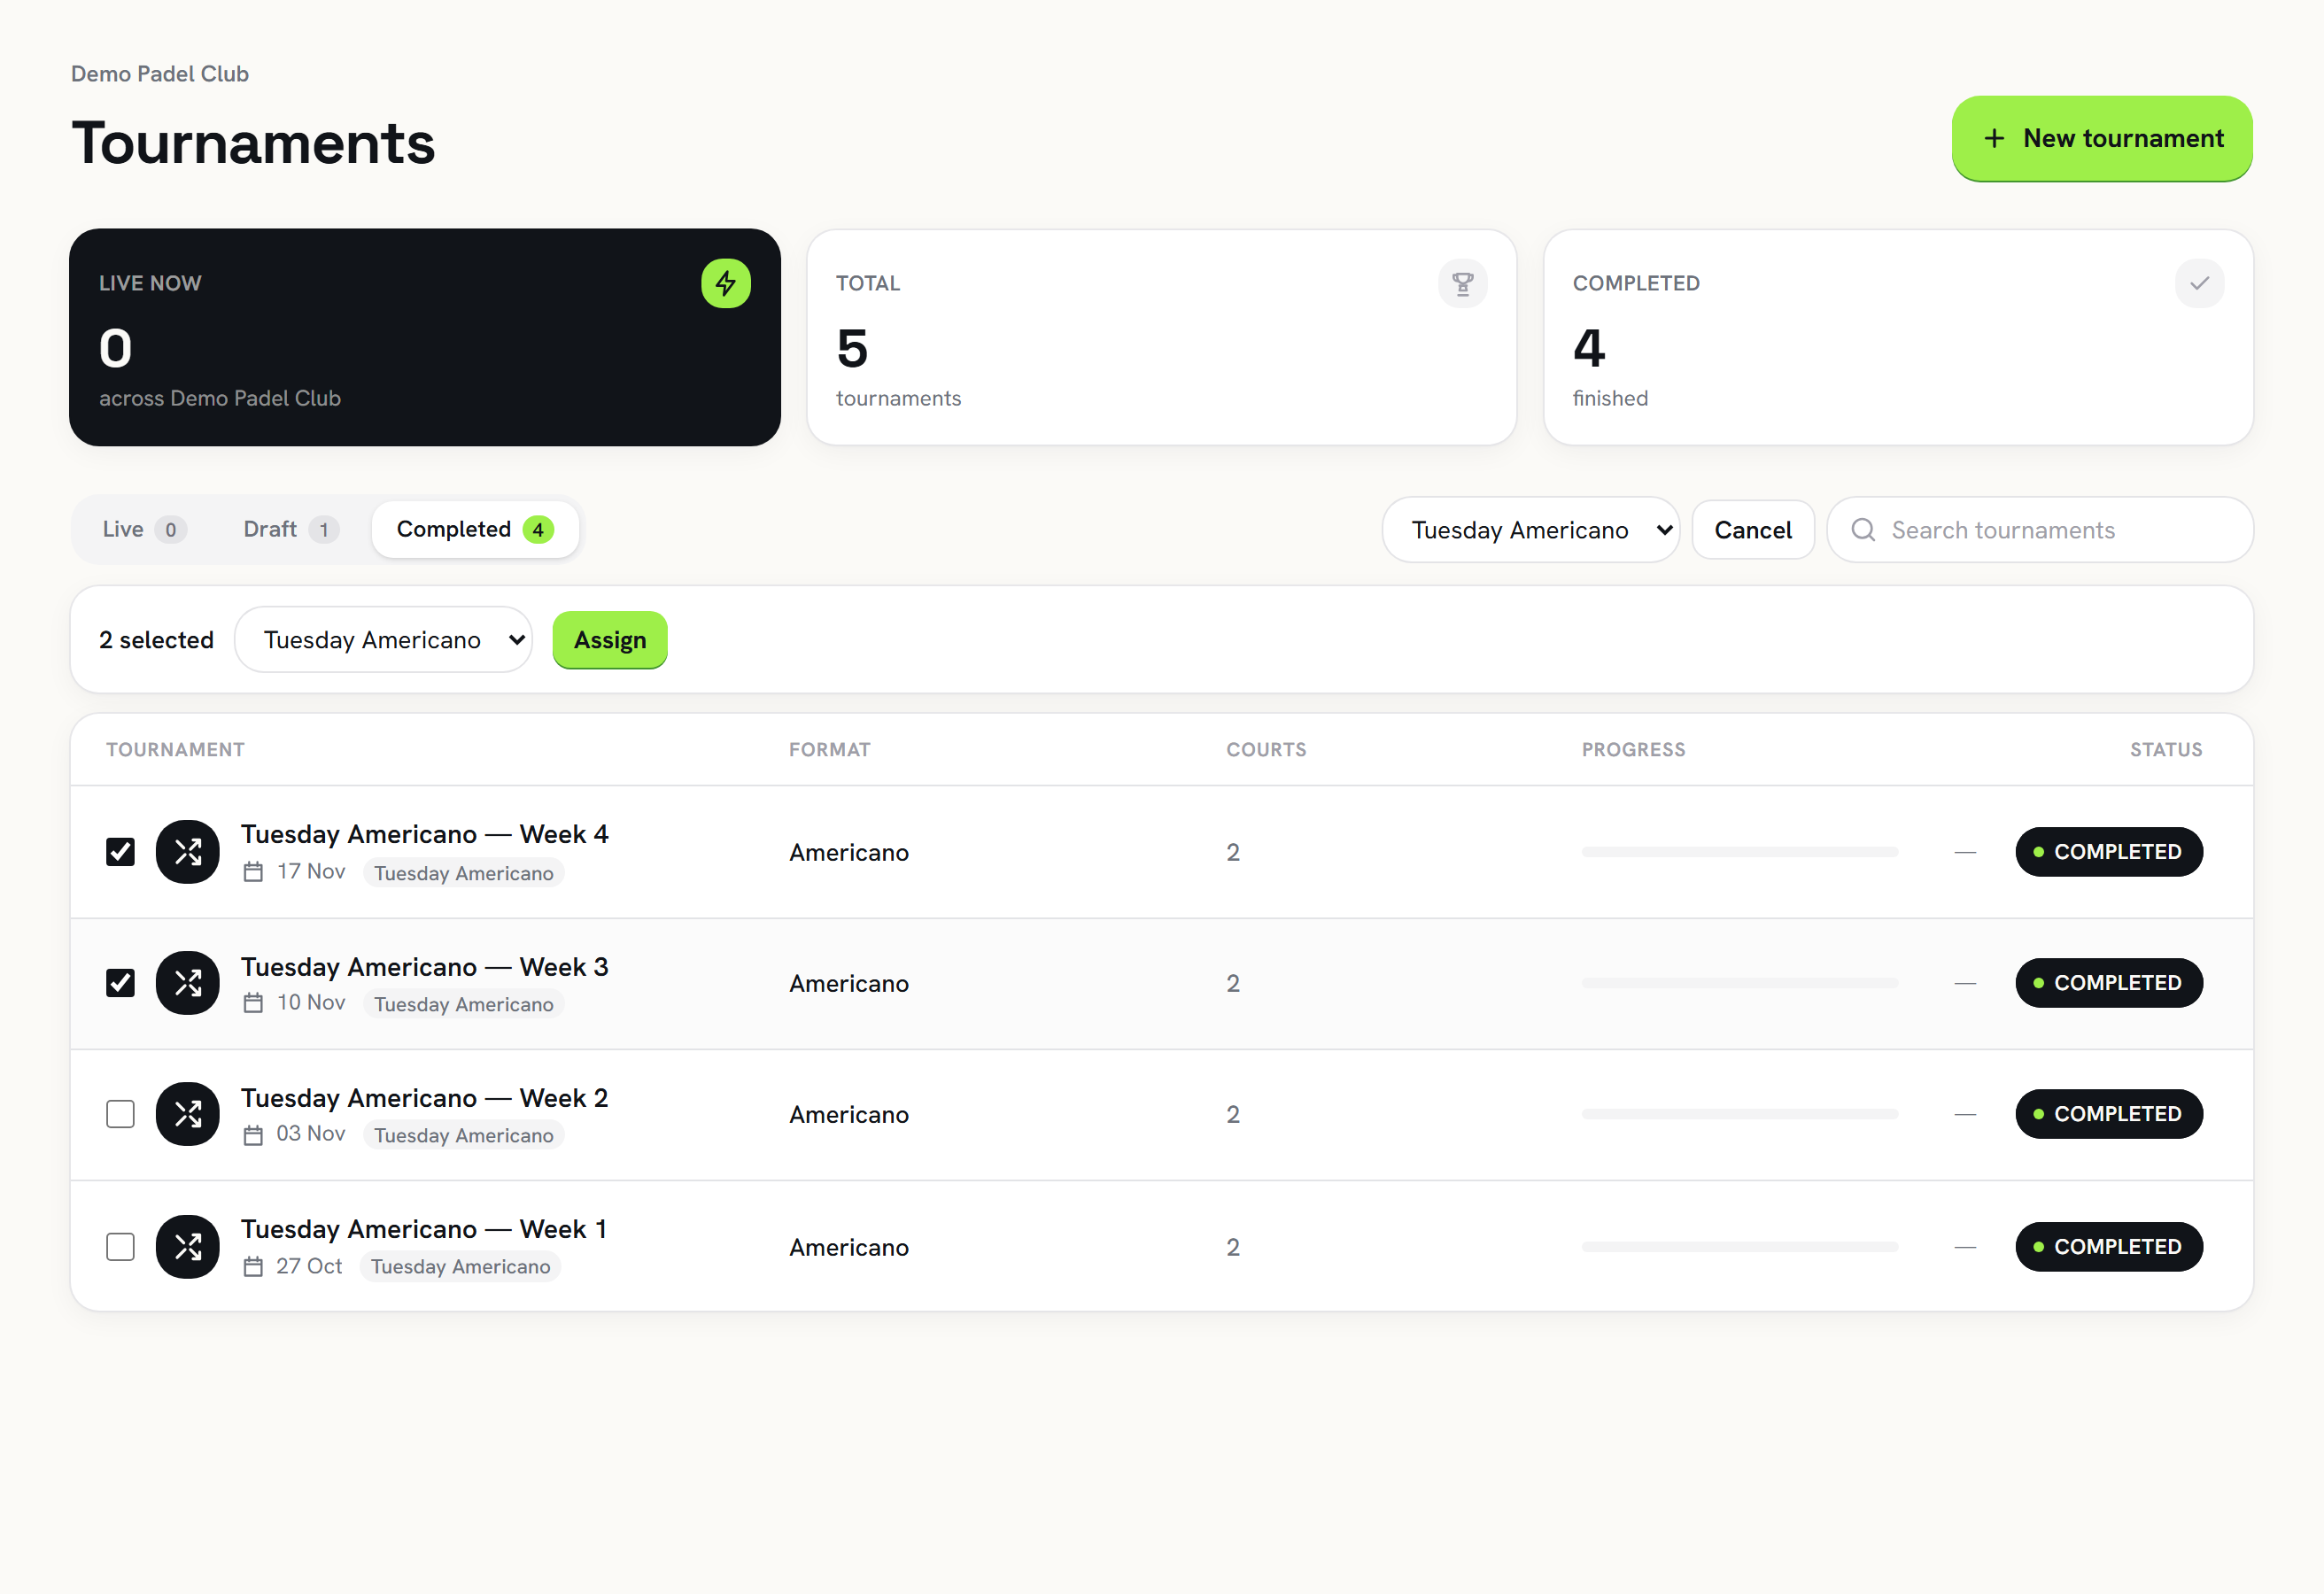 Demo Padel Club
Tournaments
+ New tournament
LIVE NOW
0
across Demo Padel Club
TOTAL
5
tournaments
COMPLETED
4
finished
Live 0 Draft 1 Completed 4
Tuesday Americano Cancel Search tournaments
2 selected Tuesday Americano Assign
TOURNAMENT FORMAT COURTS PROGRESS STATUS
Tuesday Americano — Week 4
17 Nov Tuesday Americano
Americano 2 — COMPLETED
Tuesday Americano — Week 3
10 Nov Tuesday Americano
Americano 2 — COMPLETED
Tuesday Americano — Week 2
03 Nov Tuesday Americano
Americano 2 — COMPLETED
Tuesday Americano — Week 1
27 Oct Tuesday Americano
Americano 2 — COMPLETED